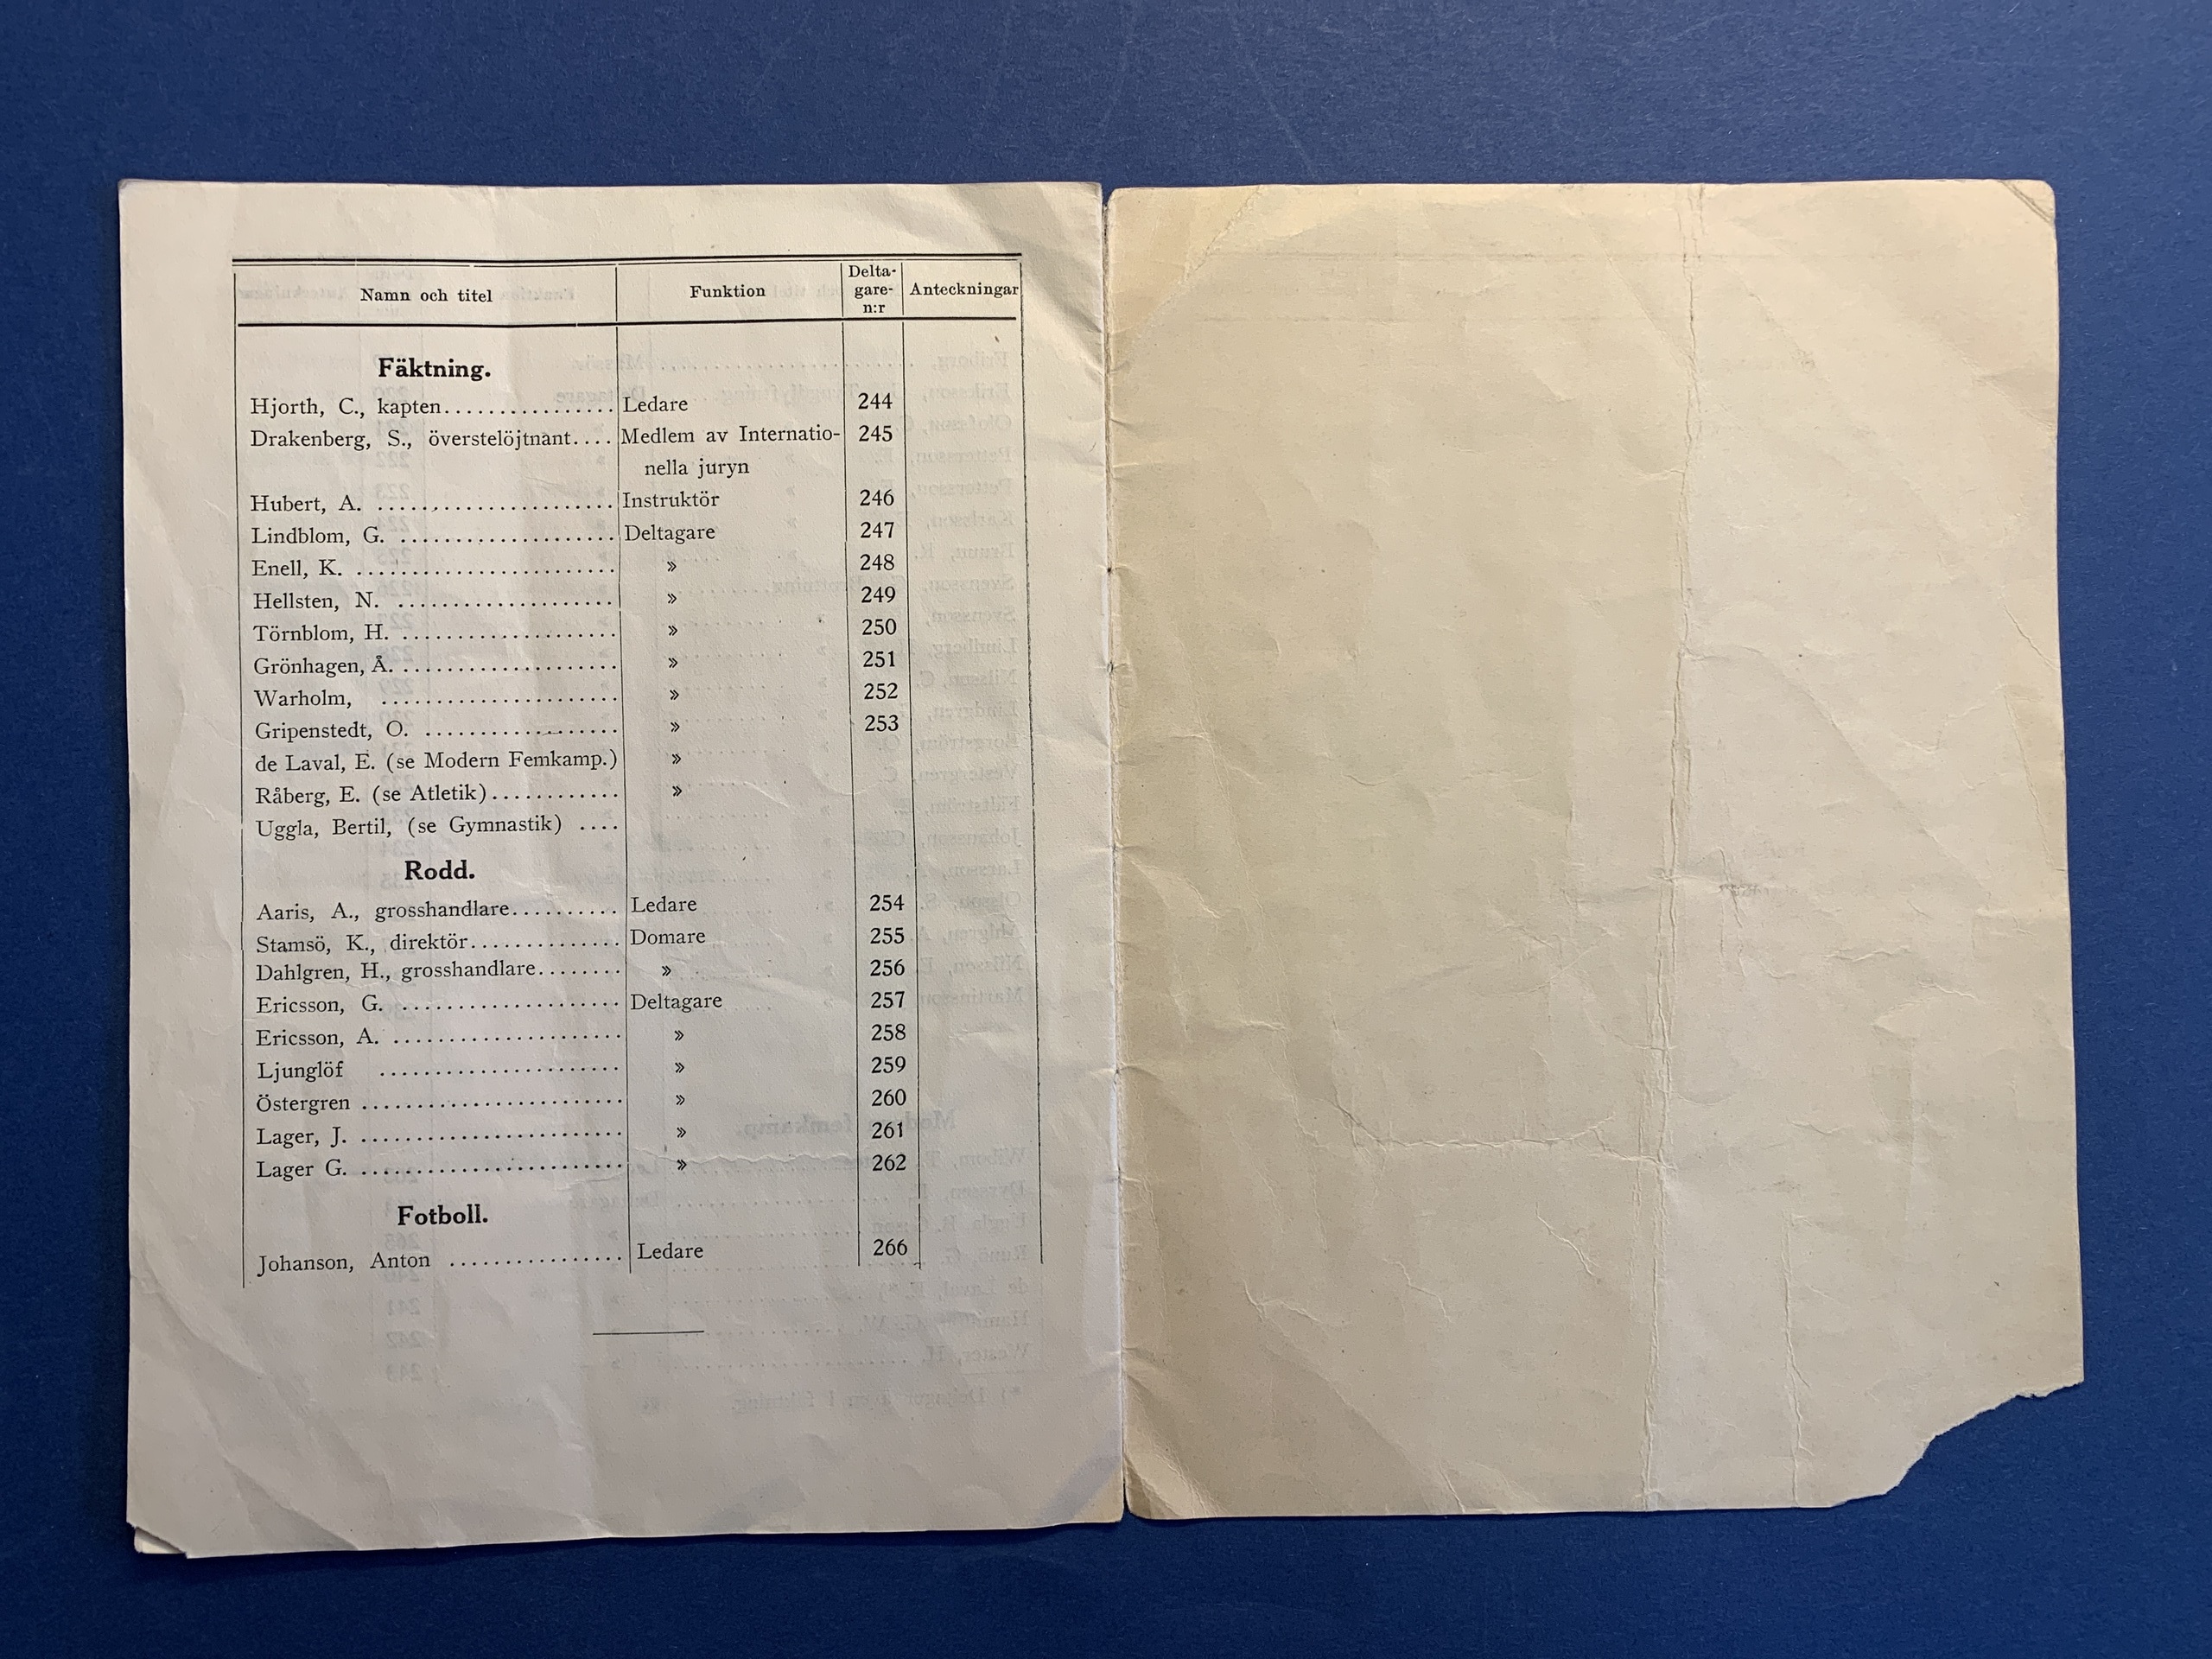 Namn och titel Funktion Delta-
gare-
n:r Anteckningar
Fäktning.
Hjorth, C., kapten................ Ledare 244
Drakenberg, S., överstelöjtnant.... Medlem av Internatio- 245
nella juryn
Hubert, A. ...................... Instruktör 246
Lindblom, G. .................... Deltagare 247
Enell, K. ........................ » 248
Hellsten, N. .................... » 249
Törnblom, H. .................... » 250
Grönhagen, Å. .................... » 251
Warholm, ...................... » 252
Gripenstedt, O. .................. » 253
de Laval, E. (se Modern Femkamp.) »
Råberg, E. (se Atletik)............ »
Uggla, Bertil, (se Gymnastik) ....
Rodd.
Aaris, A., grosshandlare.......... Ledare 254
Stamsö, K., direktör.............. Domare 255
Dahlgren, H., grosshandlare........ » 256
Ericsson, G. ...................... Deltagare 257
Ericsson, A. ...................... » 258
Ljunglöf ........................ » 259
Östergren ........................ » 260
Lager, J. ........................ » 261
Lager G. ........................ » 262
Fotboll.
Johanson, Anton ................ Ledare 266